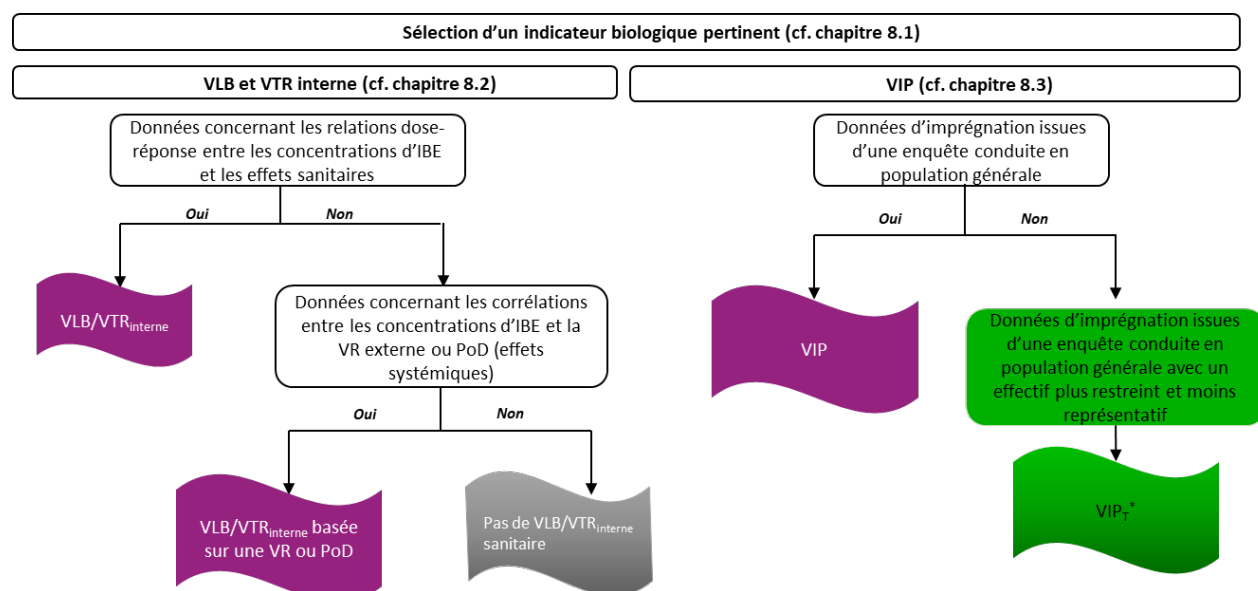 Sélection d'un indicateur biologique pertinent (cf. chapitre 8.1)
VLB et VTR interne (cf. chapitre 8.2)
VIP (cf. chapitre 8.3)
Données concernant les relations dose-
réponse entre les concentrations d'IBE
et les effets sanitaires
Données d'imprégnation issues
d'une enquête conduite en
population générale
Oui
Non
Oui
Non
VLB/VTRinterne
Données concernant les corrélations
entre les concentrations d'IBE et la
VR externe ou PoD (effets
systémiques)
VIP
Données d'imprégnation issues
d'une enquête conduite en
population générale avec un
effectif plus restreint et moins
représentatif
Oui
Non
VLB/VTRinterne basée
sur une VR ou PoD
Pas de VLB/VTRinterne
sanitaire
VIPT*